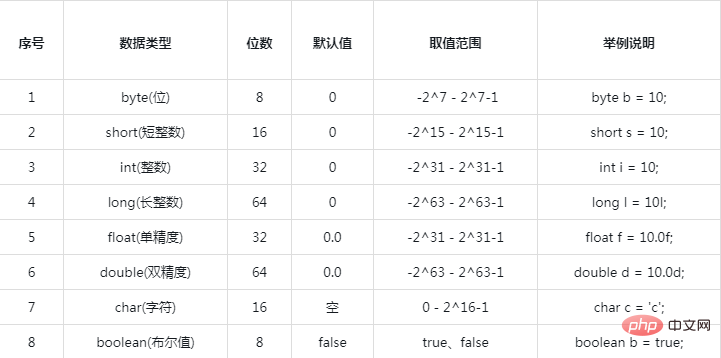 序号 数据类型 位数 默认值 取值范围 举例说明
1 byte(位) 8 0 -2^7 - 2^7-1 byte b = 10;
2 short(短整数) 16 0 -2^15 - 2^15-1 short s = 10;
3 int(整数) 32 0 -2^31 - 2^31-1 int i = 10;
4 long(长整数) 64 0 -2^63 - 2^63-1 long l = 10l;
5 float(单精度) 32 0.0 -2^31 - 2^31-1 float f = 10.0f;
6 double(双精度) 64 0.0 -2^63 - 2^63-1 double d = 10.0d;
7 char(字符) 16 空 0 - 2^16-1 char c = 'c';
8 boolean(布尔值) 8 false true、false boolean b = true;
php 中文网